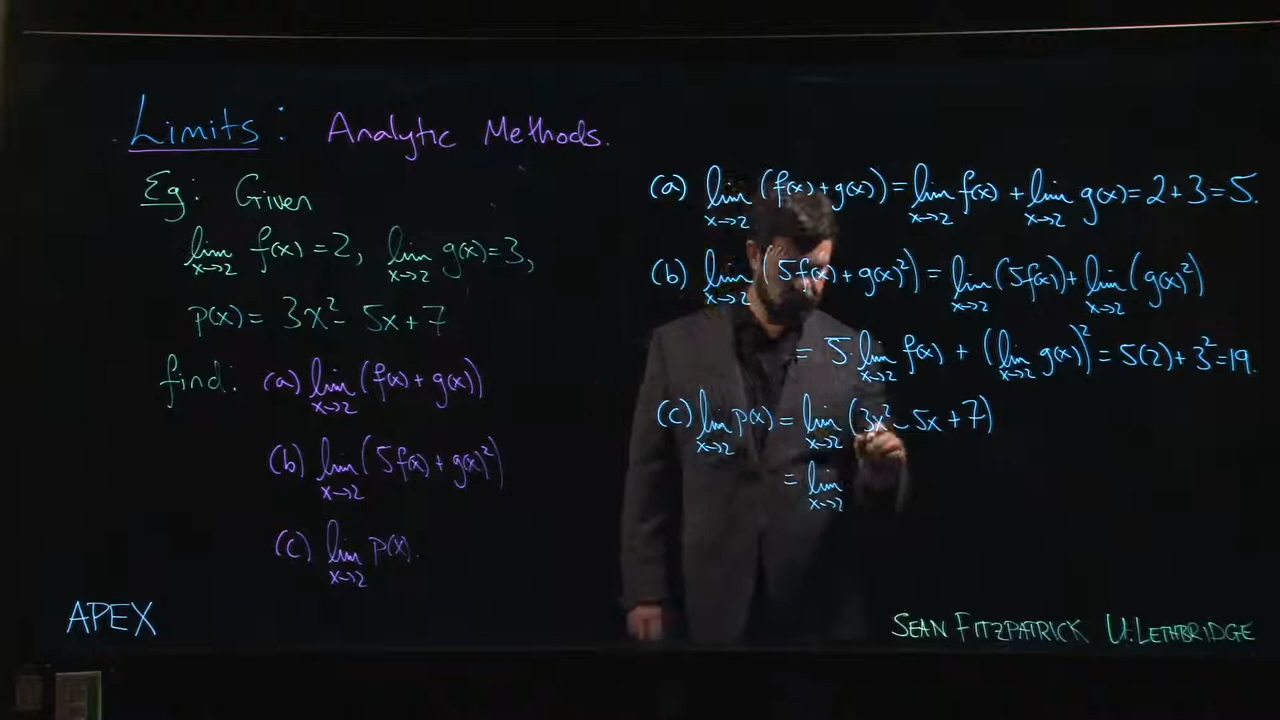 Limits: Analytic Methods.
Eg: Given
lim x→2 f(x) = 2, lim x→2 g(x) = 3,
p(x) = 3x² - 5x + 7
find: (a) lim x→2 (f(x) + g(x))
(b) lim x→2 (5f(x) + g(x)²)
(c) lim x→2 p(x).
APEX
(a) lim x→2 (f(x) + g(x)) = lim x→2 f(x) + lim x→2 g(x) = 2 + 3 = 5.
(b) lim x→2 (5f(x) + g(x)²) = lim x→2 (5f(x)) + lim x→2 (g(x)²)
= 5· lim x→2 f(x) + (lim x→2 g(x))² = 5(2) + 3² = 19.
(c) lim x→2 p(x) = lim x→2 (3x² - 5x + 7)
= lim x→2
SEAN FITZPATRICK U. LETHBRIDGE